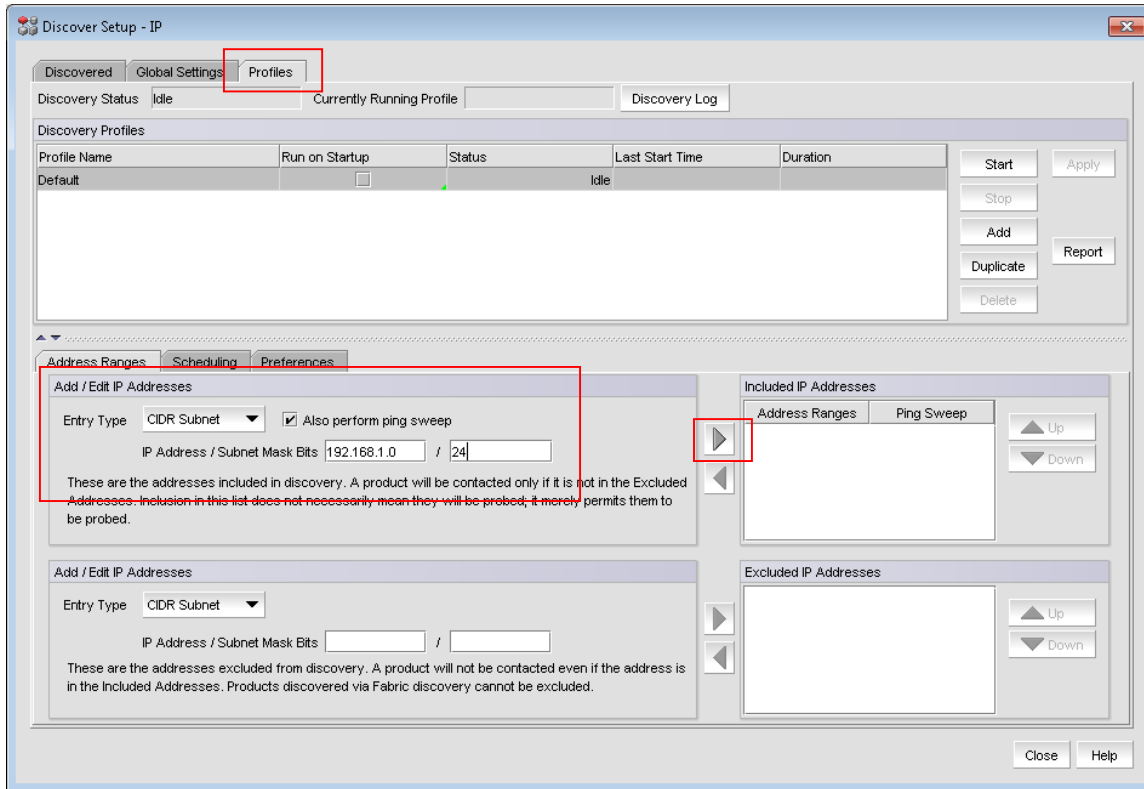 Discover Setup - IP
Discovered Global Settings Profiles
Discovery Status Idle Currently Running Profile Discovery Log
Discovery Profiles
Profile Name Run on Startup Status Last Start Time Duration
Default Idle
Start Apply
Stop
Add
Report
Duplicate
Delete
Address Ranges Scheduling Preferences
Add / Edit IP Addresses
Entry Type CIDR Subnet Also perform ping sweep
IP Address / Subnet Mask Bits 192.168.1.0 / 24
These are the addresses included in discovery. A product will be contacted only if it is not in the Excluded
Addresses. Inclusion in this list does not necessarily mean they will be probed; it merely permits them to
be probed.
Included IP Addresses
Address Ranges Ping Sweep
Up
Down
Add / Edit IP Addresses
Entry Type CIDR Subnet
IP Address / Subnet Mask Bits /
These are the addresses excluded from discovery. A product will not be contacted even if the address is
in the Included Addresses. Products discovered via Fabric discovery cannot be excluded.
Excluded IP Addresses
Up
Down
Close Help